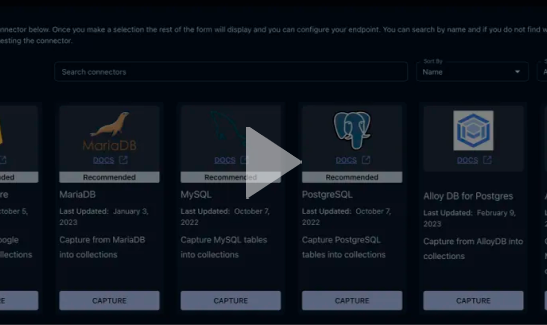 nnector below. Once you make a selection the rest of the form will display and you can configure your endpoint. You can search by name and if you do not find w
esting the connector.
Search connectors
Sort By
Name
A
MariaDB
DOCS
DOCS
DOCS
DOCS
nded
Recommended
Recommended
Recommended
re
MariaDB
MySQL
PostgreSQL
Alloy DB for Postgres
tober 5,
Last Updated: January 3,
2023
Last Updated: October 7,
2022
Last Updated: October 7,
2022
Last Updated: February 9,
2023
oogle
llections
Capture from MariaDB
into collections
Capture MySQL tables
into collections
Capture PostgreSQL
tables into collections
Capture from AlloyDB into
collections
E
CAPTURE
CAPTURE
CAPTURE
CAPTURE